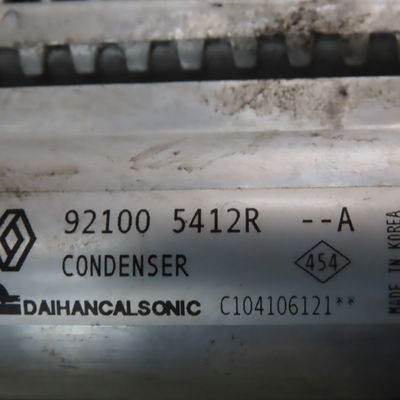 92100 5412R --A
CONDENSER 454
DAIHANCALSONIC C104106121**
MADE IN KOREA